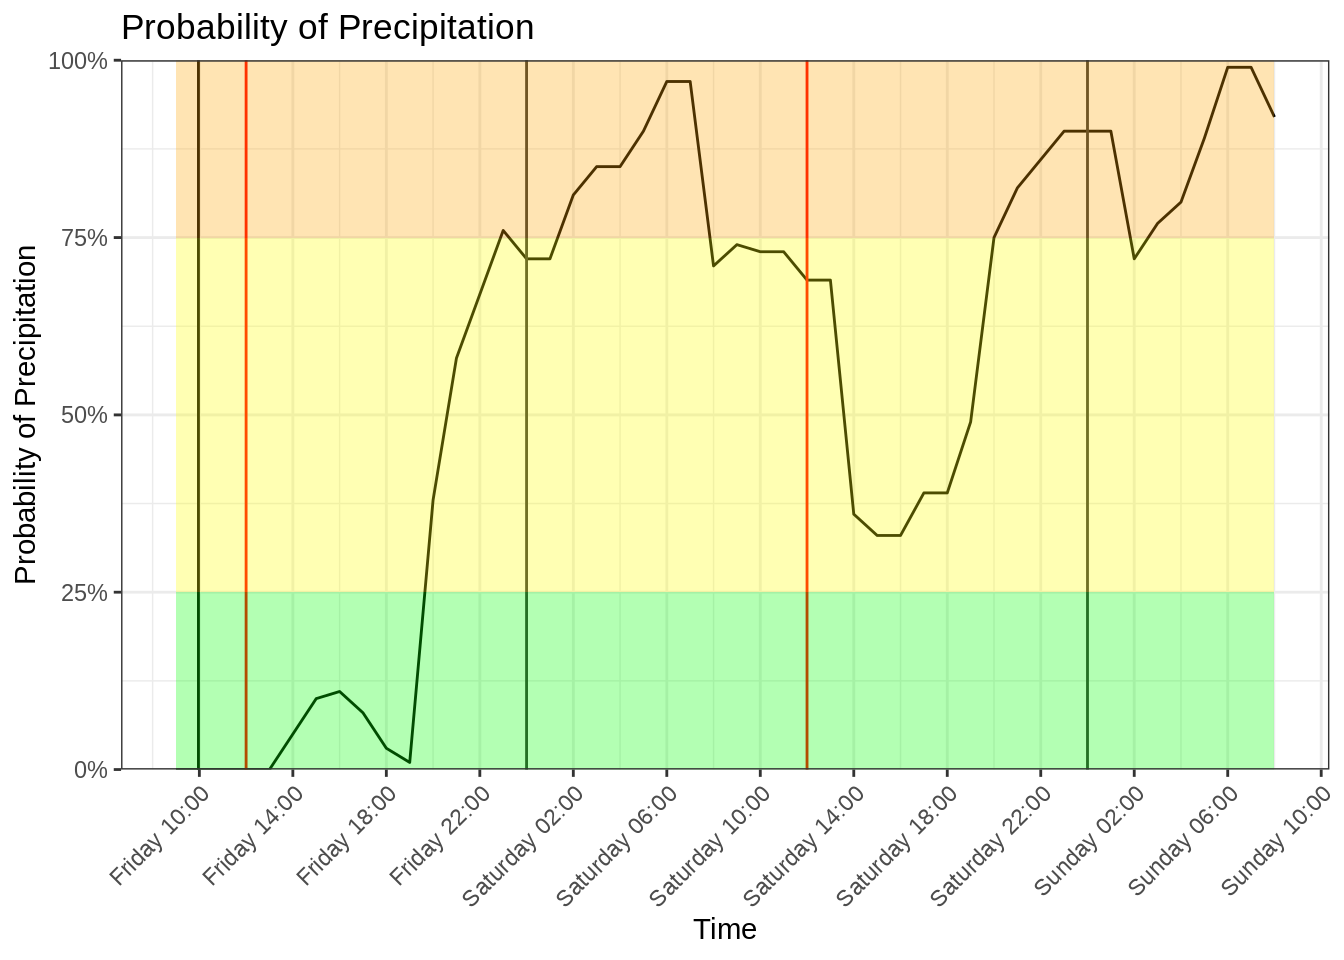 Probability of Precipitation
Probability of Precipitation
100%
75%
50%
25%
0%
Friday 10:00
Friday 14:00
Friday 18:00
Friday 22:00
Saturday 02:00
Saturday 06:00
Saturday 10:00
Saturday 14:00
Saturday 18:00
Saturday 22:00
Sunday 02:00
Sunday 06:00
Sunday 10:00
Time